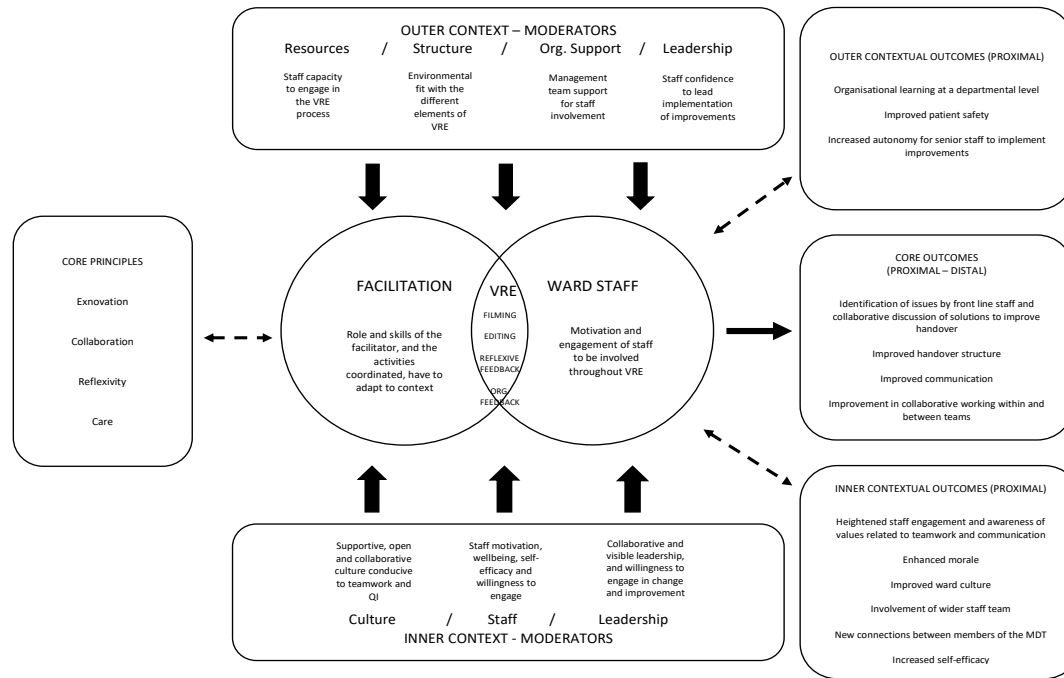 OUTER CONTEXT – MODERATORS
Resources / Structure / Org. Support / Leadership
Staff capacity
to engage in
the VRE
process
Environmental
fit with the
different
elements of
VRE
Management
team support
for staff
involvement
Staff confidence
to lead
implementation
of improvements
OUTER CONTEXTUAL OUTCOMES (PROXIMAL)
Organisational learning at a departmental level
Improved patient safety
Increased autonomy for senior staff to implement
improvements
CORE PRINCIPLES
Exnovation
Collaboration
Reflexivity
Care
FACILITATION
Role and skills of the
facilitator, and the
activities
coordinated, have to
adapt to context
VRE
FILMING
EDITING
REFLEXIVE
FEEDBACK
ORG
FEEDBACK
WARD STAFF
Motivation and
engagement of staff
to be involved
throughout VRE
CORE OUTCOMES
(PROXIMAL – DISTAL)
Identification of issues by front line staff and
collaborative discussion of solutions to improve
handover
Improved handover structure
Improved communication
Improvement in collaborative working within and
between teams
Supportive, open
and collaborative
culture conducive
to teamwork and
QI
Staff motivation,
wellbeing, self-
efficacy and
willingness to
engage
Collaborative and
visible leadership,
and willingness to
engage in change
and improvement
Culture / Staff / Leadership
INNER CONTEXT - MODERATORS
INNER CONTEXTUAL OUTCOMES (PROXIMAL)
Heightened staff engagement and awareness of
values related to teamwork and communication
Enhanced morale
Improved ward culture
Involvement of wider staff team
New connections between members of the MDT
Increased self-efficacy